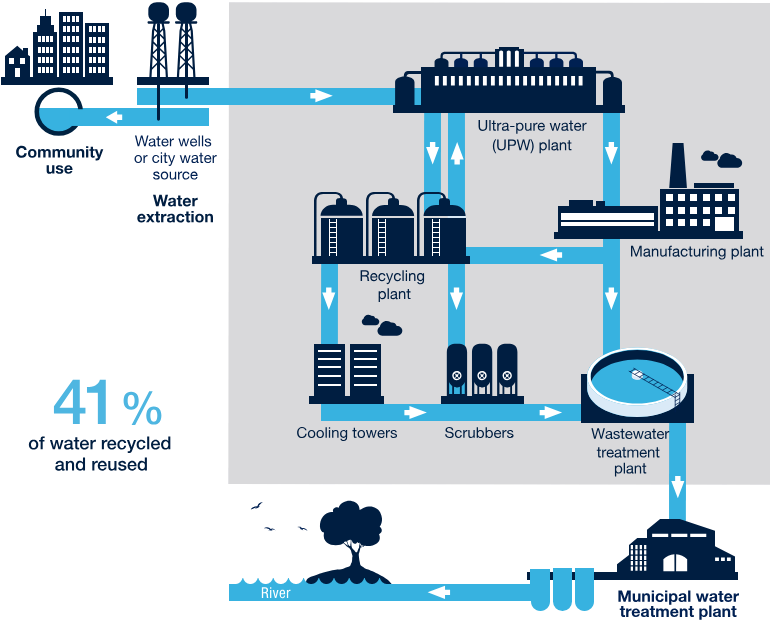 Community
use
Water wells
or city water
source
Water
extraction
Ultra-pure water
(UPW) plant
Manufacturing plant
Recycling
plant
41 %
of water recycled
and reused
Cooling towers
Scrubbers
Wastewater
treatment
plant
River
Municipal water
treatment plant